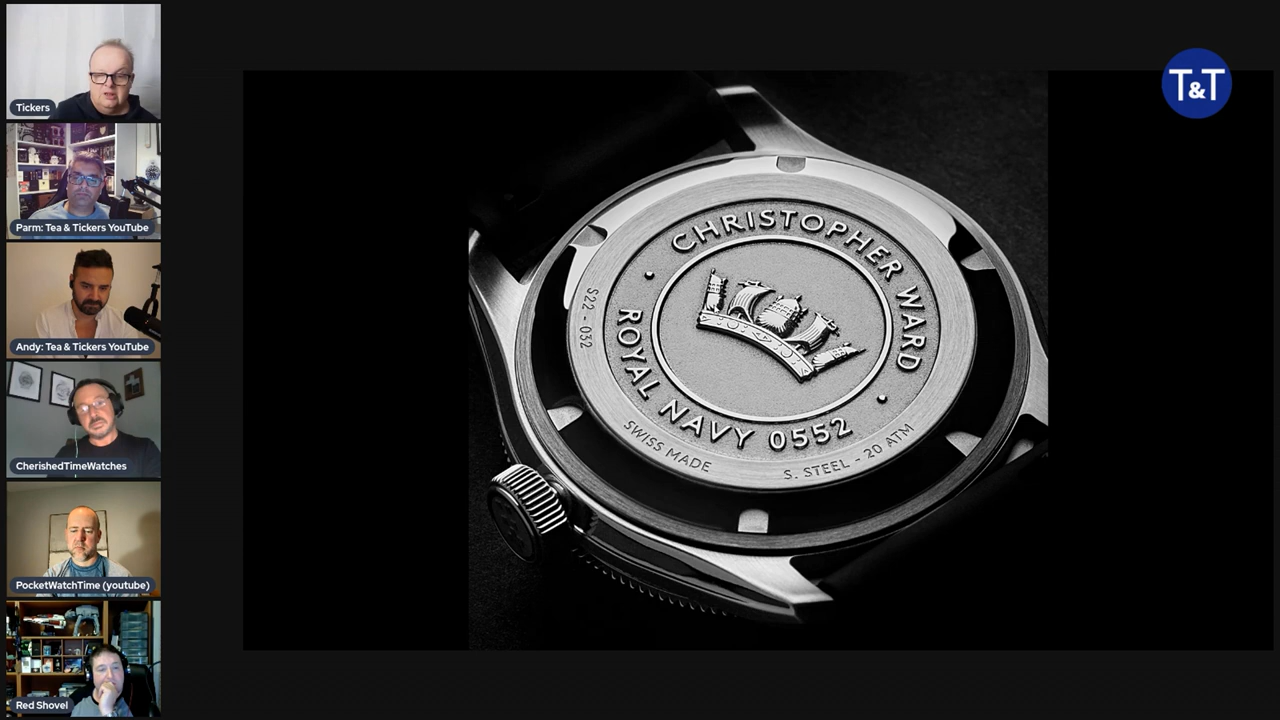 Tickers
Parm: Tea & Tickers YouTube
Andy: Tea & Tickers YouTube
CherishedTimeWatches
PocketWatchTime (youtube)
Red Shovel
T&T
CHRISTOPHER WARD
ROYAL NAVY 0552
S22 - 032
SWISS MADE
S. STEEL - 20 ATM